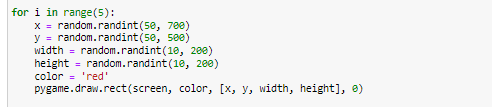 for i in range(5):
    x = random.randint(50, 700)
    y = random.randint(50, 500)
    width = random.randint(10, 200)
    height = random.randint(10, 200)
    color = 'red'
    pygame.draw.rect(screen, color, [x, y, width, height], 0)